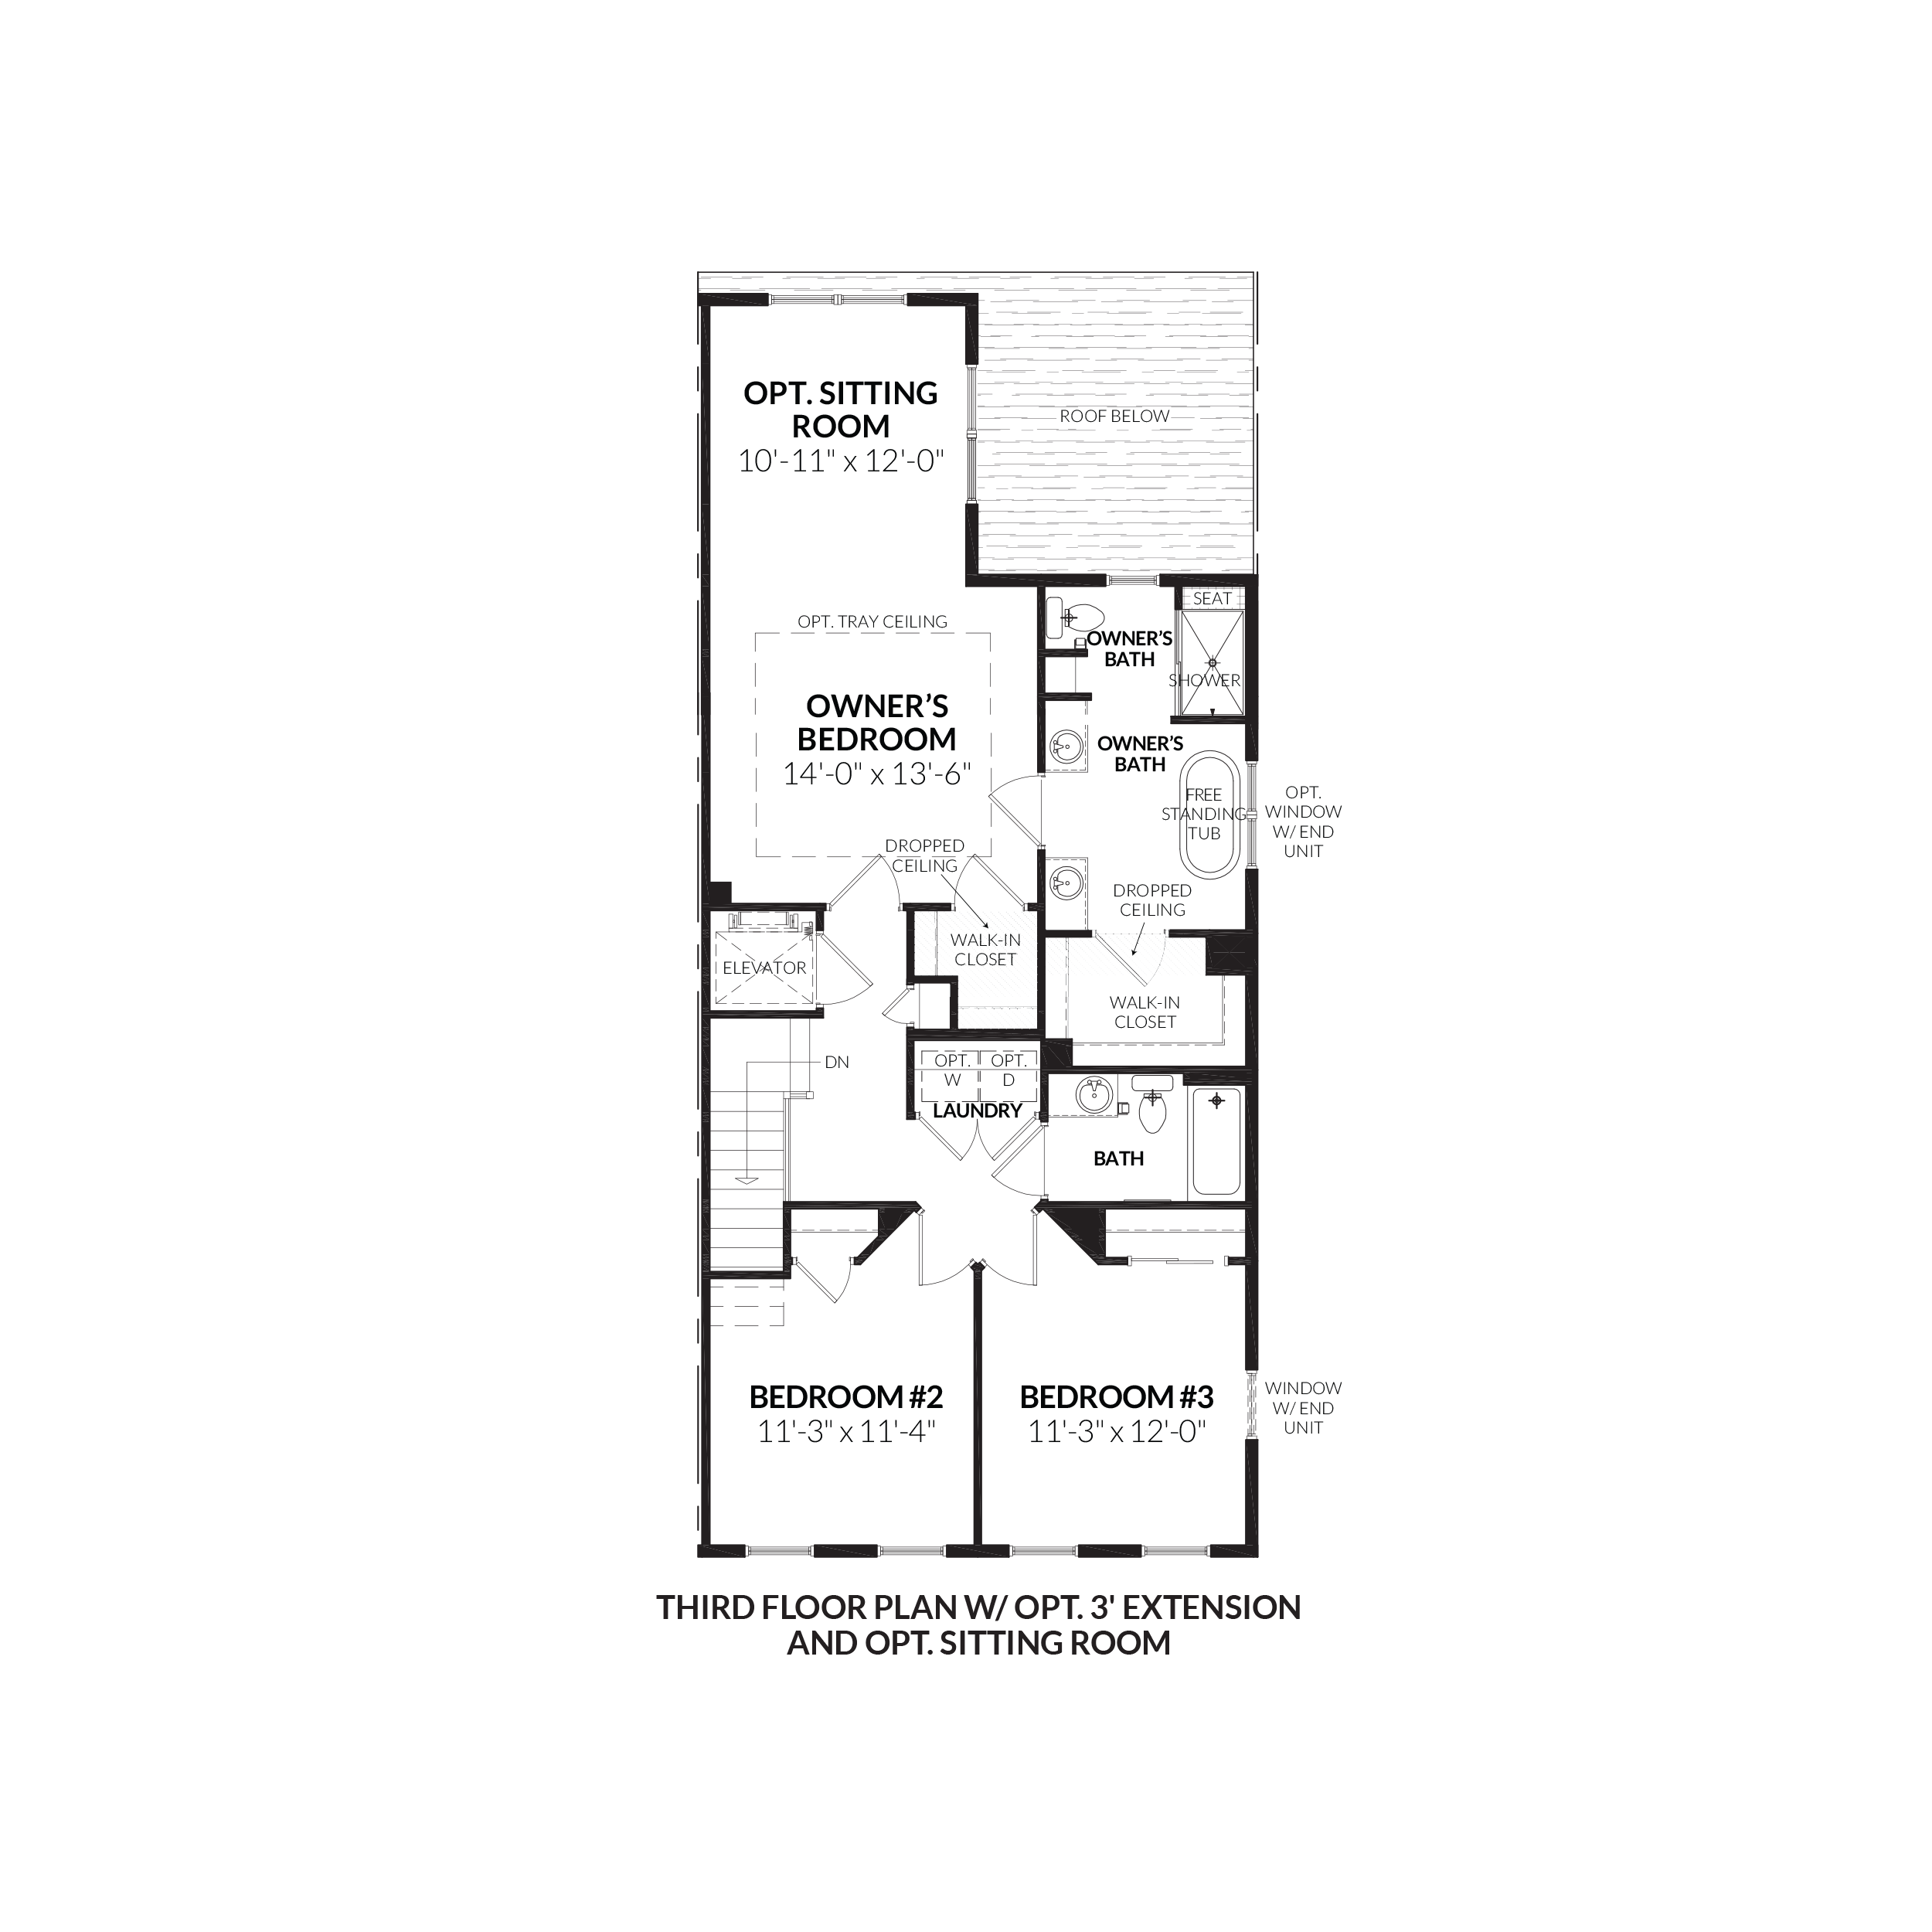 OPT. SITTING
ROOM
10'-11" x 12'-0"
ROOF BELOW
SEAT
OPT. TRAY CEILING
OWNER'S
BATH
SHOWER
OWNER'S
BEDROOM
14'-0" x 13'-6"
OWNER'S
BATH
FREE
STANDING
TUB
OPT.
WINDOW
W/ END
UNIT
DROPPED
CEILING
DROPPED
CEILING
ELEVATOR
WALK-IN
CLOSET
WALK-IN
CLOSET
DN
OPT.
W
OPT.
D
LAUNDRY
BATH
BEDROOM #2
11'-3" x 11'-4"
BEDROOM #3
11'-3" x 12'-0"
WINDOW
W/ END
UNIT
THIRD FLOOR PLAN W/ OPT. 3' EXTENSION
AND OPT. SITTING ROOM